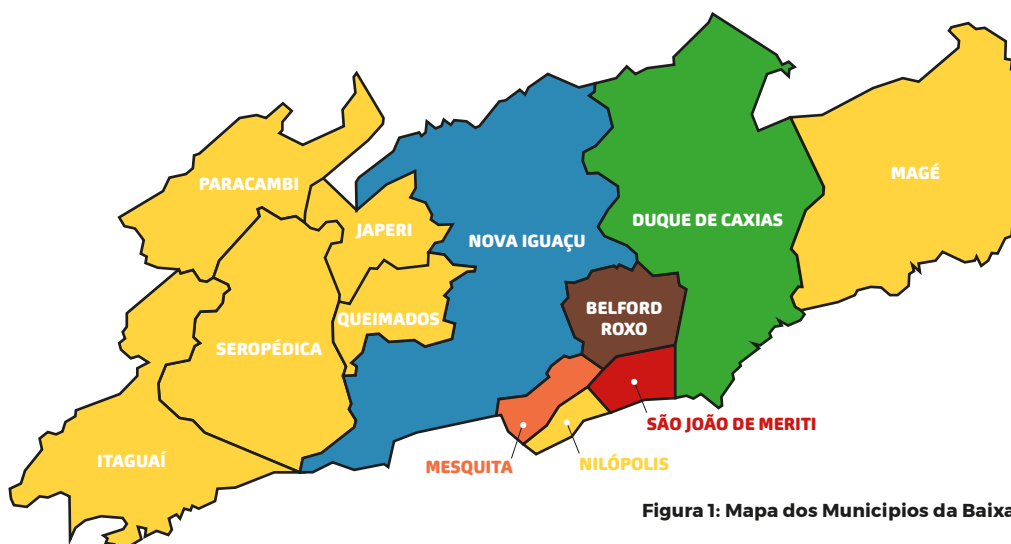 PARACAMBI
MAGÉ
DUQUE DE CAXIAS
JAPERI
NOVA IGUAÇU
BELFORD
ROXO
QUEIMADOS
SEROPÉDICA
SÃO JOÃO DE MERITI
ITAGUAÍ
MESQUITA
NILÓPOLIS
Figura 1: Mapa dos Municipios da Baixa